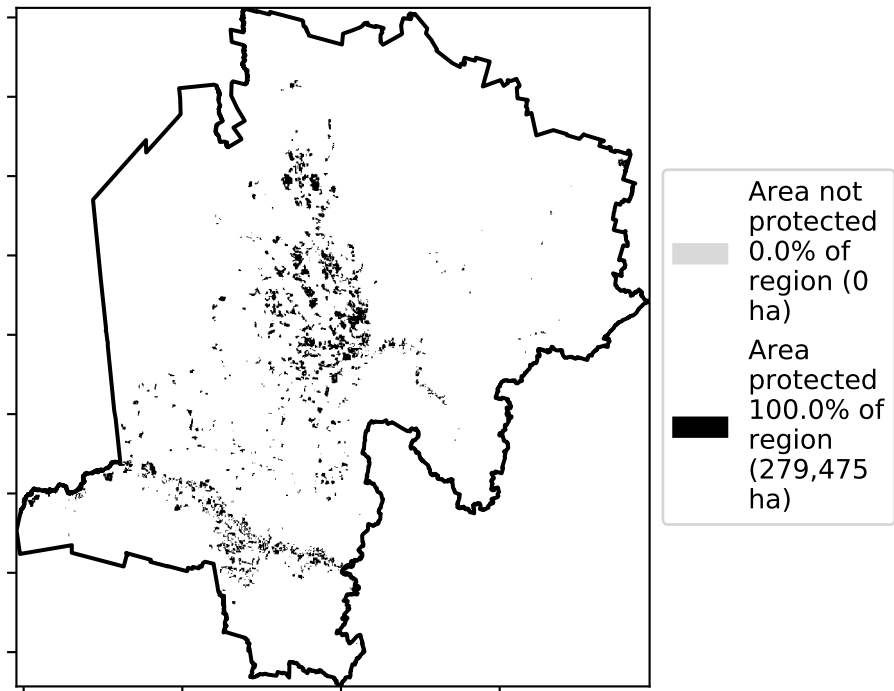 Area not
protected
0.0% of
region (0
ha)
Area
protected
100.0% of
region
(279,475
ha)